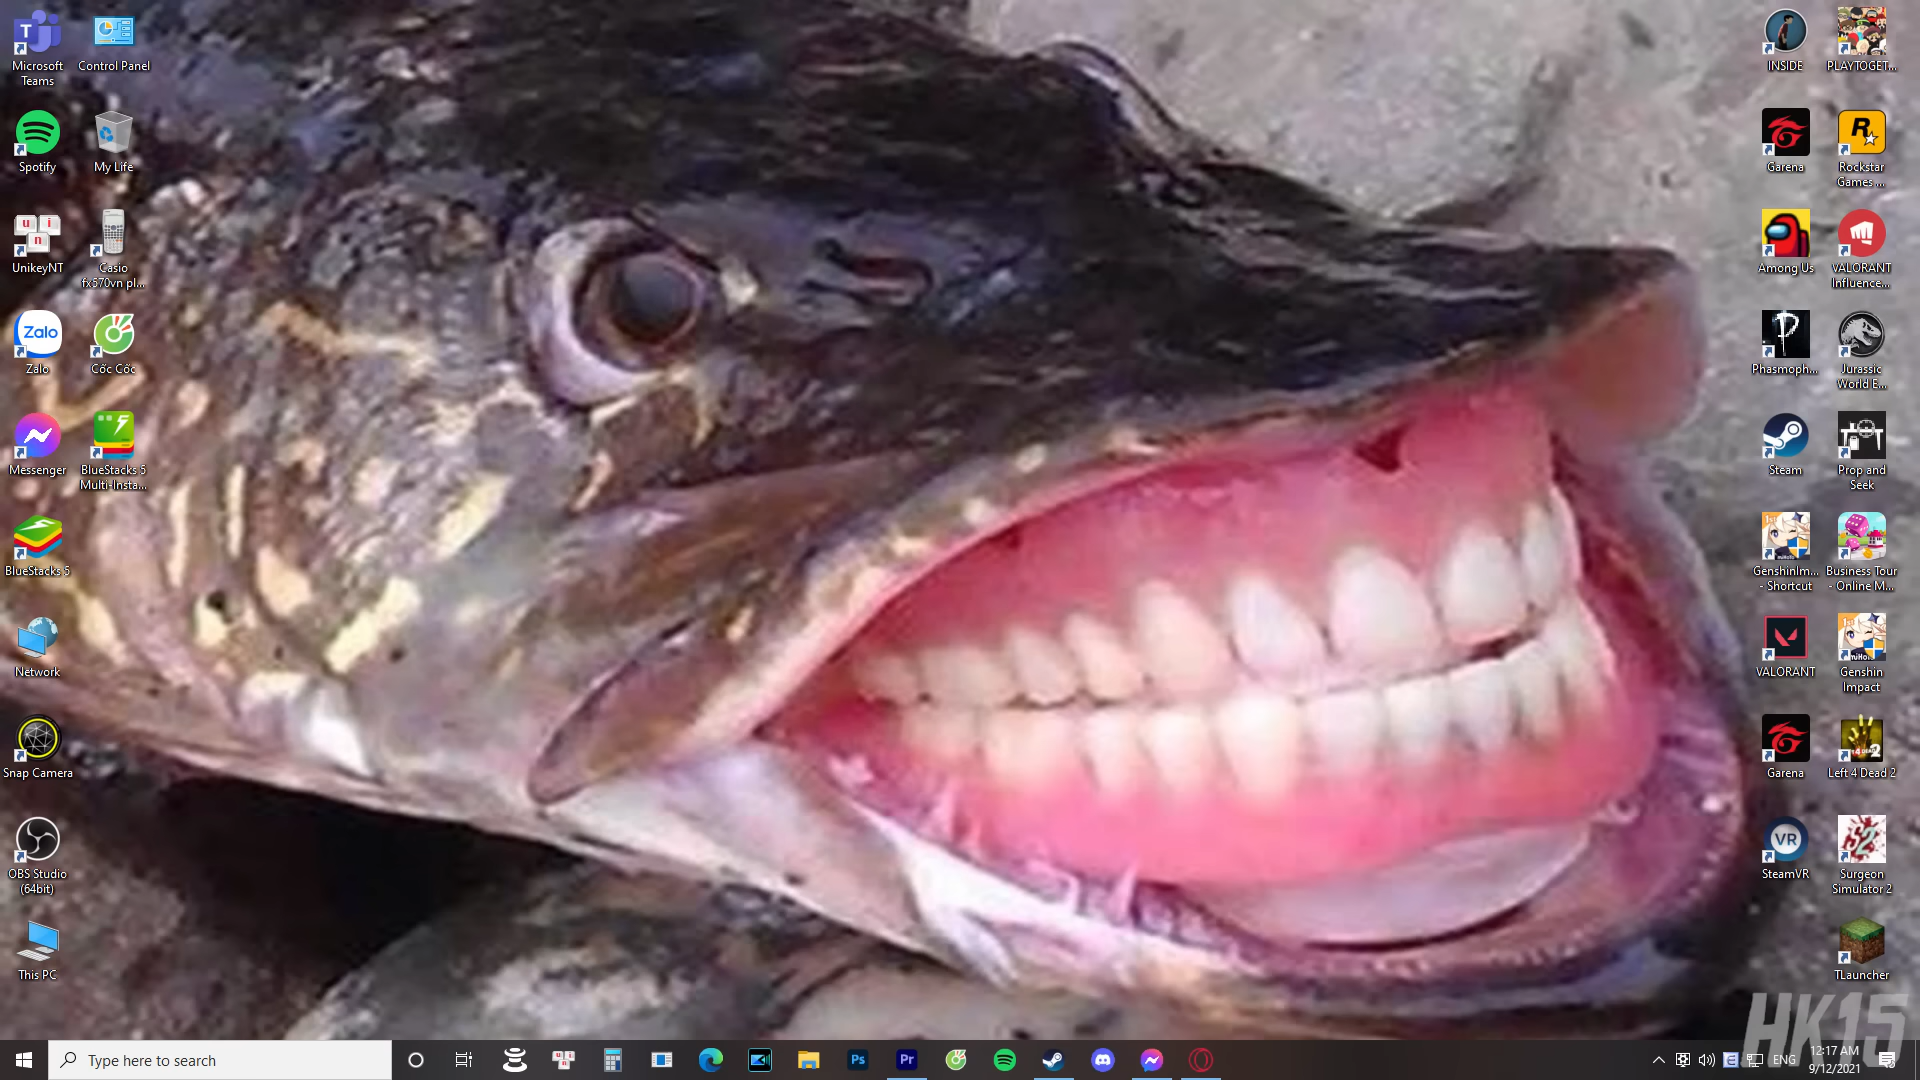 Microsoft
Teams
Control Panel
Spotify
My Life
UnikeyNT
Casio
fx570vn pl...
Zalo
Zalo
Cốc Cốc
Messenger
BlueStacks 5
Multi-Insta...
BlueStacks 5
Network
Snap Camera
OBS Studio
(64bit)
This PC
INSIDE
PLAYTOGET...
Garena
Rockstar
Games ...
Among Us
VALORANT
Influence...
Phasmoph...
Jurassic
World E...
Steam
Prop and
Seek
GenshinIm...
- Shortcut
Business Tour
- Online M...
VALORANT
Genshin
Impact
Garena
Left 4 Dead 2
VR
SteamVR
S2
Surgeon
Simulator 2
TLauncher
HK15
Type here to search
Ps
Pr
ENG
12:17 AM
9/12/2021